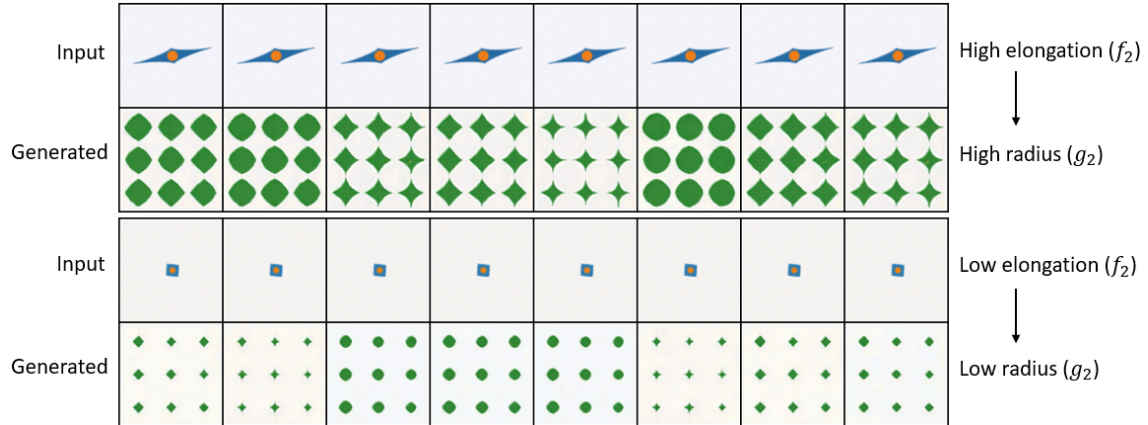 Input
High elongation (f₂)
Generated
High radius (g₂)
Input
Low elongation (f₂)
Generated
Low radius (g₂)